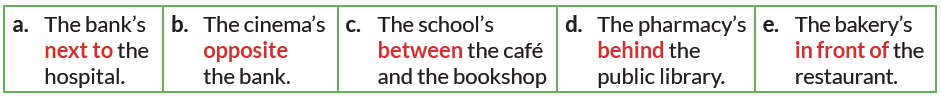 a. The bank’s
next to the
hospital.
b. The cinema’s
opposite
the bank.
c. The school’s
between the café
and the bookshop
d. The pharmacy’s
behind the
public library.
e. The bakery’s
in front of the
restaurant.